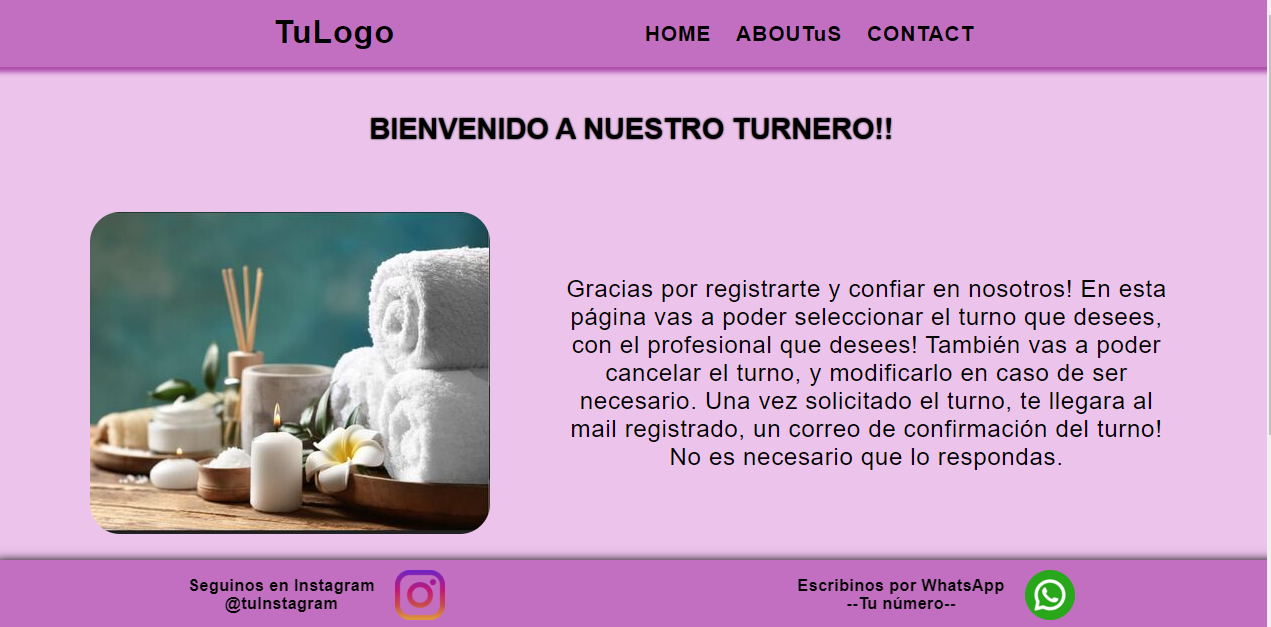 TuLogo
HOME ABOUTuS CONTACT
BIENVENIDO A NUESTRO TURNERO!!
Gracias por registrarte y confiar en nosotros! En esta
página vas a poder seleccionar el turno que desees,
con el profesional que desees! También vas a poder
cancelar el turno, y modificarlo en caso de ser
necesario. Una vez solicitado el turno, te llegara al
mail registrado, un correo de confirmación del turno!
No es necesario que lo respondas.
Seguinos en Instagram
@tuInstagram
Escribinos por WhatsApp
--Tu número--